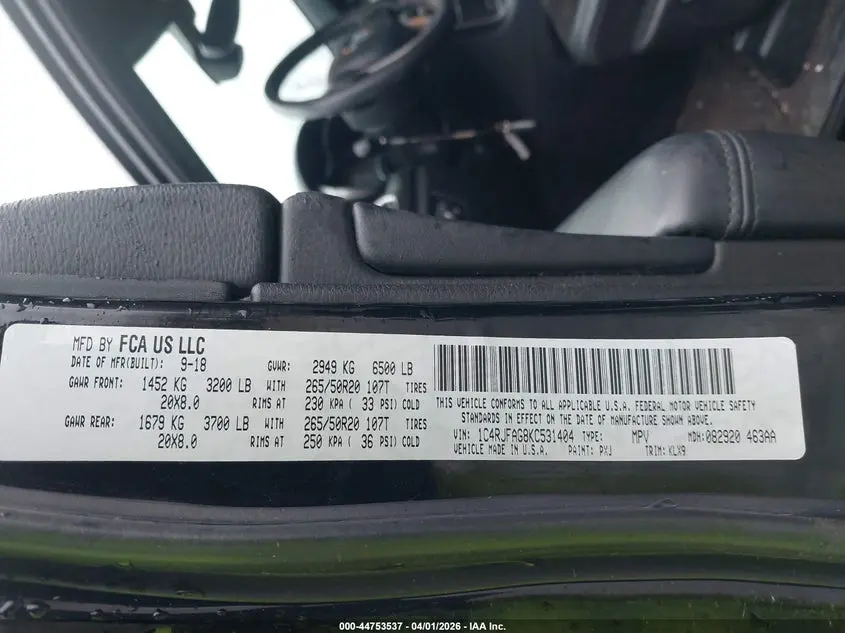 MFD BY FCA US LLC
DATE OF MFR(BUILT): 9-18 GVWR: 2949 KG 6500 LB
GAWR FRONT: 1452 KG 3200 LB WITH 265/50R20 107T TIRES
20X8.0 RIMS AT 230 KPA ( 33 PSI) COLD
GAWR REAR: 1679 KG 3700 LB WITH 265/50R20 107T TIRES
20X8.0 RIMS AT 250 KPA ( 36 PSI) COLD
THIS VEHICLE CONFORMS TO ALL APPLICABLE U.S.A. FEDERAL MOTOR VEHICLE SAFETY
STANDARDS IN EFFECT ON THE DATE OF MANUFACTURE SHOWN ABOVE.
VIN: 1C4RJFAG8KC531404 TYPE: MPV MDH: 082920 463AA
VEHICLE MADE IN U.S.A. PAINT: PXJ TRIM: KLX9
000-44753537 - 04/01/2026 - IAA Inc.